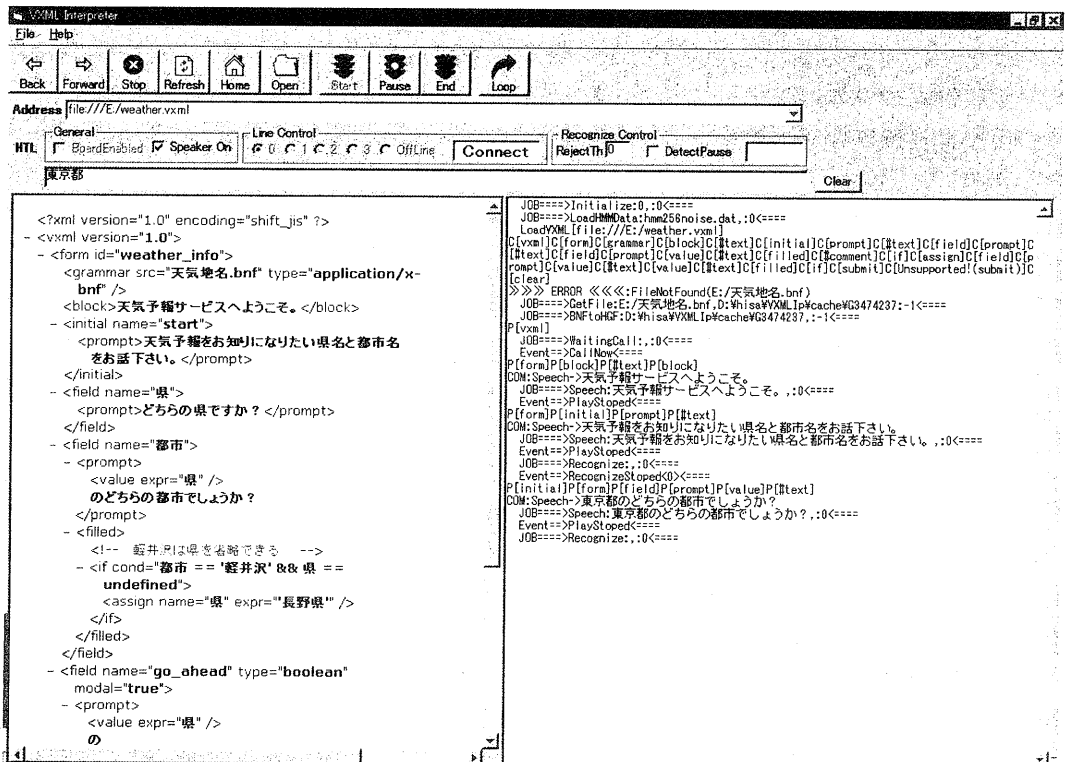 VXML Interpreter
File Help
Back Forward Stop Refresh Home Open Start Pause End Loop
Address file:///E:/weather.vxml
General Line Control Recognize Control
HTL BoardEnabled Speaker On 0 1 2 3 OffLine Connect RejectTh 0 DetectPause
東京都
Clear
<?xml version="1.0" encoding="shift_jis" ?>
- <vxml version="1.0">
- <form id="weather_info">
<grammar src="天気地名.bnf" type="application/x-
bnf" />
<block>天気予報サービスへようこそ。</block>
- <initial name="start">
<prompt>天気予報をお知りになりたい県名と都市名
をお話下さい。</prompt>
</initial>
- <field name="県">
<prompt>どちらの県ですか？</prompt>
</field>
- <field name="都市">
- <prompt>
<value expr="県" />
のどちらの都市でしょうか？
</prompt>
- <filled>
<!-- 軽井沢は県を省略できる -->
- <if cond="都市 == '軽井沢' && 県 ==
undefined">
<assign name="県" expr="'長野県'" />
</if>
</filled>
</field>
- <field name="go_ahead" type="boolean"
modal="true">
- <prompt>
<value expr="県" />
の
JOB====>Initialize:0,:0<====
JOB====>LoadHMMData:hmm256noise.dat,:0<====
LoadVXML[file:///E:/weather.vxml]
C[vxml]C[form]C[grammar]C[block]C[#text]C[initial]C[prompt]C[#text]C[field]C[prompt]C
[#text]C[field]C[prompt]C[value]C[#text]C[filled]C[#comment]C[if]C[assign]C[field]C[p
rompt]C[value]C[#text]C[value]C[#text]C[filled]C[if]C[submit]C[Unsupported!(submit)]C
[clear]
≫≫≫ ERROR ≪≪≪:FileNotFound(E:/天気地名.bnf)
JOB====>GetFile:E:/天気地名.bnf,D:¥hisa¥VXMLIp¥cache¥G3474237:-1<====
JOB====>BNFtoHGF:D:¥hisa¥VXMLIp¥cache¥G3474237,:-1<====
P[vxml]
JOB====>WaitingCall:,:0<====
Event==>CallNow<====
P[form]P[block]P[#text]P[block]
COM:Speech->天気予報サービスへようこそ。
JOB====>Speech:天気予報サービスへようこそ。,:0<====
Event==>PlayStoped<====
P[form]P[initial]P[prompt]P[#text]
COM:Speech->天気予報をお知りになりたい県名と都市名をお話下さい。
JOB====>Speech:天気予報をお知りになりたい県名と都市名をお話下さい。,:0<====
Event==>PlayStoped<====
JOB====>Recognize:,:0<====
Event==>RecognizeStoped<0><====
P[initial]P[form]P[field]P[prompt]P[value]P[#text]
COM:Speech->東京都のどちらの都市でしょうか？
JOB====>Speech:東京都のどちらの都市でしょうか？,:0<====
Event==>PlayStoped<====
JOB====>Recognize:,:0<====